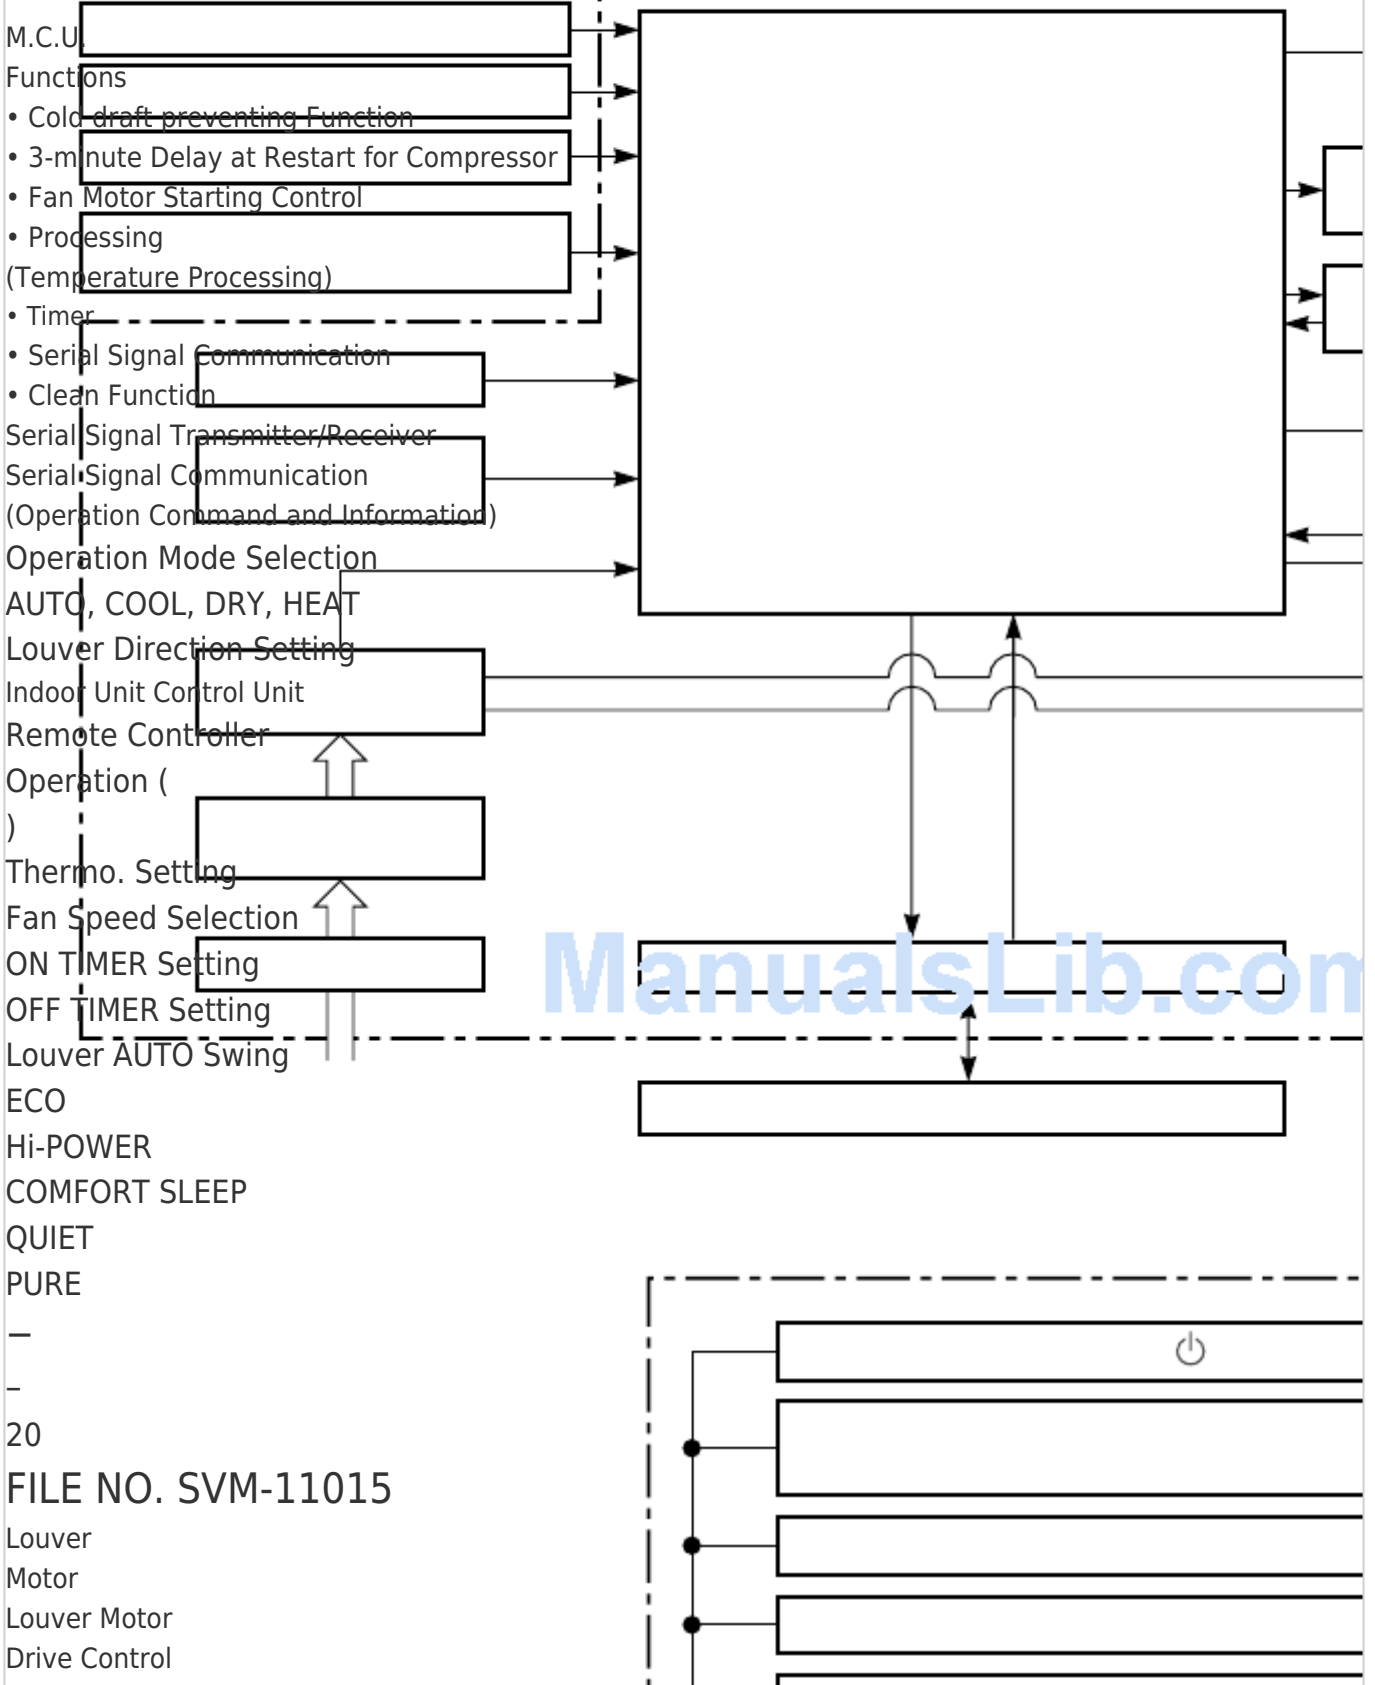 M.C.U.
Functions
• Cold draft preventing Function
• 3-minute Delay at Restart for Compressor
• Fan Motor Starting Control
• Processing
(Temperature Processing)
• Timer
• Serial Signal Communication
• Clean Function
Serial Signal Transmitter/Receiver
Serial Signal Communication
(Operation Command and Information)
Operation Mode Selection
AUTO, COOL, DRY, HEAT
Louver Direction Setting
Indoor Unit Control Unit
Remote Controller
Operation (
)
Thermo. Setting
Fan Speed Selection
ManualsLib.com
ON TIMER Setting
OFF TIMER Setting
Louver AUTO Swing
ECO
Hi-POWER
COMFORT SLEEP
QUIET
PURE
—
–
20
FILE NO. SVM-11015
Louver
Motor
Louver Motor
Drive Control